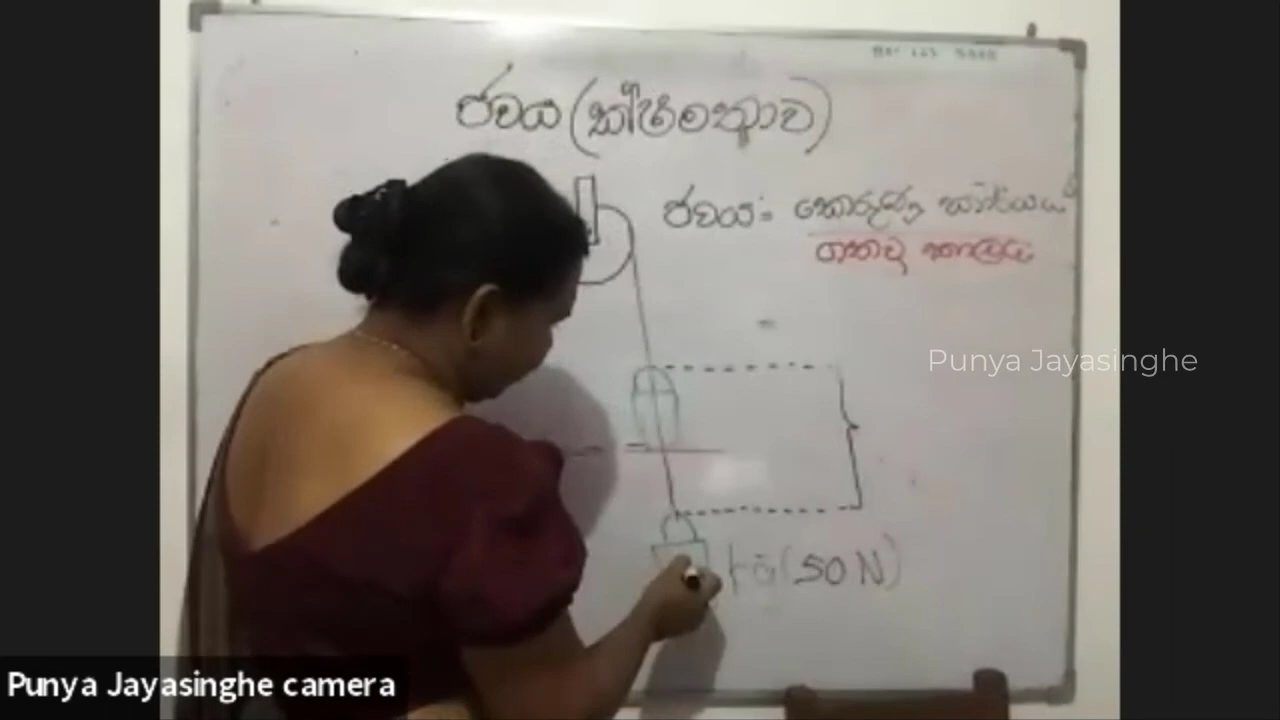 ජවය (ක්ෂමතාව)
ජවය = කෙරුණු කාර්යය
ගතවූ කාලය
Punya Jayasinghe
(50 N)
Punya Jayasinghe camera